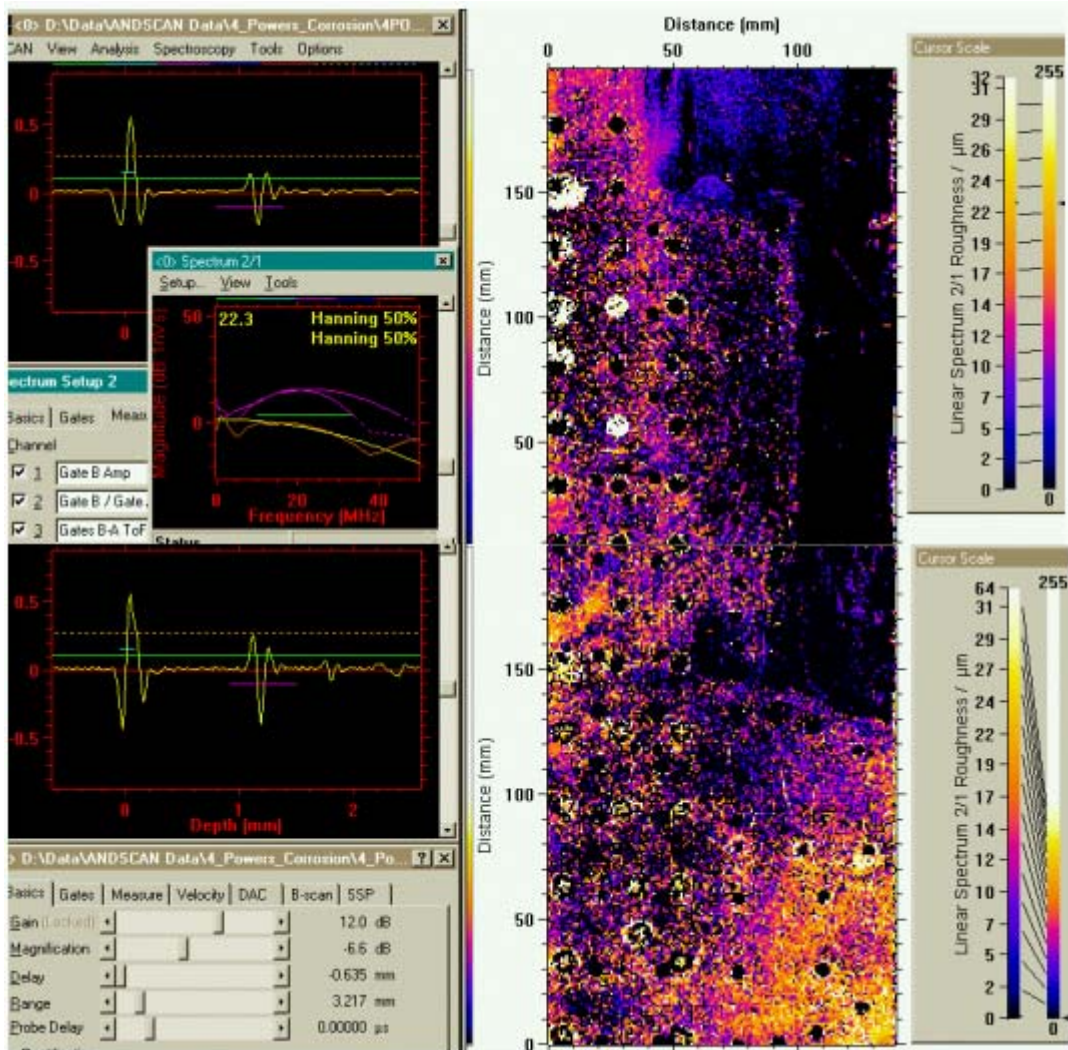 <0> D:\Data\ANDSCAN Data\4_Powers_Corrosion\4PO...
CAN View Analysis Spectroscopy Tools Options
0.5
0
-0.5
0
<0> Spectrum 2/1
Setup... View Tools
50
0
22.3
Hanning 50%
Hanning 50%
Magnitude [dB
0 20 40
Frequency [MHz]
ectrum Setup 2
Basics Gates Meas
Channel
1 Gate B Amp
2 Gate B / Gate
3 Gates B-A ToF
Status
0.5
0
-0.5
0 1 2
Depth [mm]
D:\Data\ANDSCAN Data\4_Powers_Corrosion\4_Po...
Basics Gates Measure Velocity DAC B-scan SSP
Gain (Locked) 12.0 dB
Magnification -6.6 dB
Delay -0.635 mm
Range 3.217 mm
Probe Delay 0.00000 µs
Distance (mm)
0 50 100
150
100
50
Distance (mm)
150
100
50
0
Distance (mm)
Cursor Scale
32 255
31
29
26
24
22
19
17
14
12
10
7
5
2
0 0
Linear Spectrum 2/1 Roughness / µm
Cursor Scale
64 255
31
29
27
24
22
19
17
14
12
10
7
5
2
0 0
Linear Spectrum 2/1 Roughness / µm